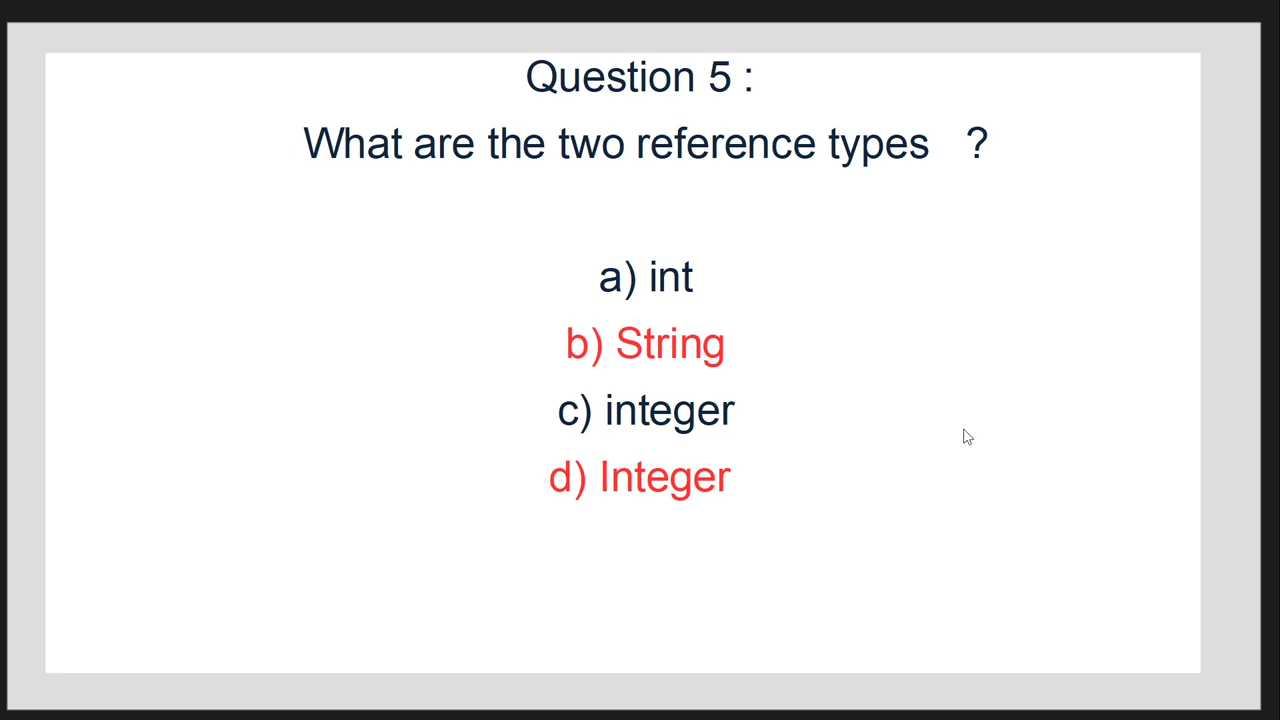 Question 5 :
What are the two reference types ?
a) int
b) String
c) integer
d) Integer